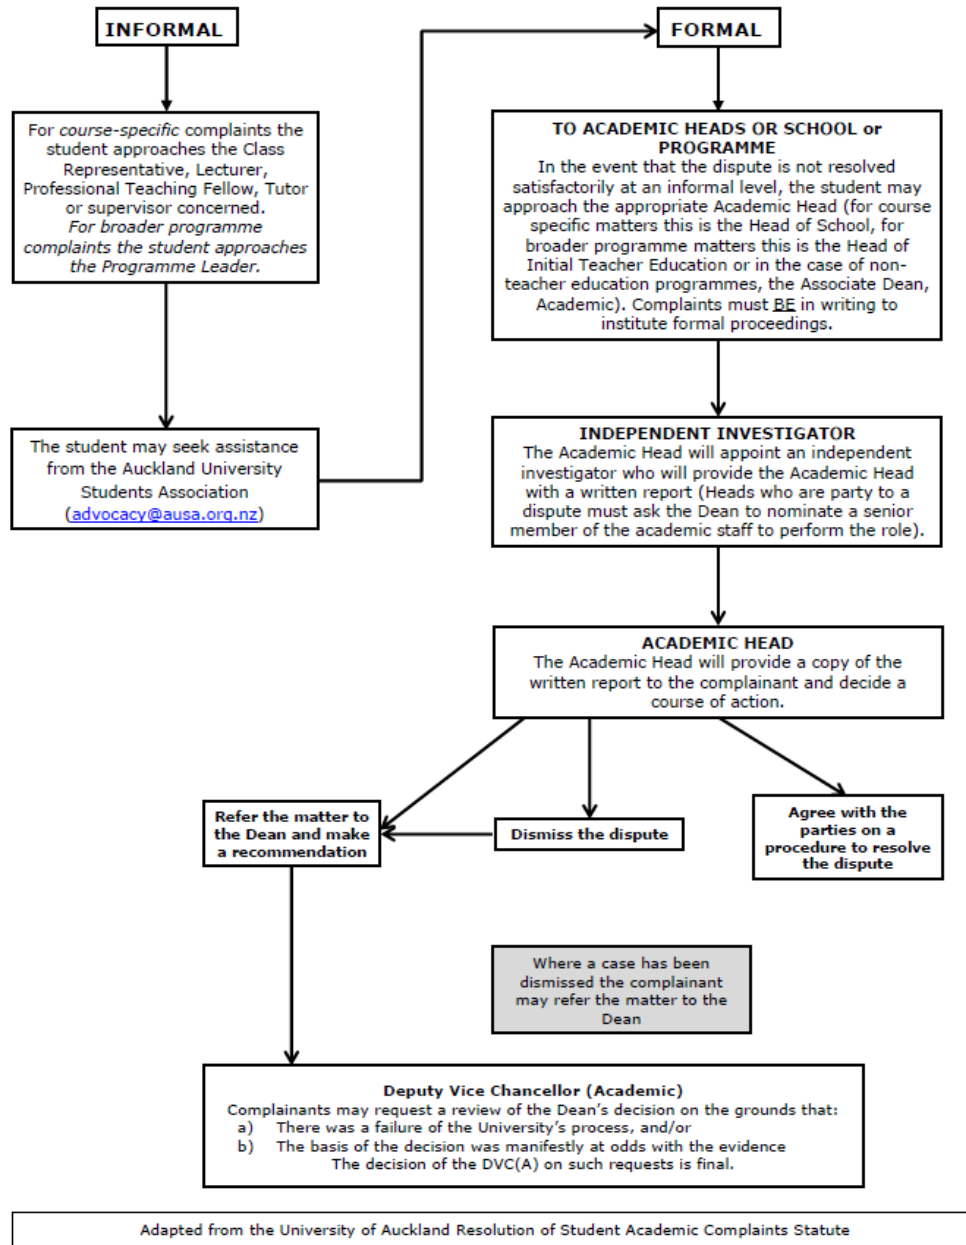 INFORMAL
For course-specific complaints the
student approaches the Class
Representative, Lecturer,
Professional Teaching Fellow, Tutor
or supervisor concerned.
For broader programme
complaints the student approaches
the Programme Leader.
The student may seek assistance
from the Auckland University
Students Association
(advocacy@ausa.org.nz)
FORMAL
TO ACADEMIC HEADS OR SCHOOL or
PROGRAMME
In the event that the dispute is not resolved
satisfactorily at an informal level, the student may
approach the appropriate Academic Head (for course
specific matters this is the Head of School, for
broader programme matters this is the Head of
Initial Teacher Education or in the case of non-
teacher education programmes, the Associate Dean,
Academic). Complaints must BE in writing to
institute formal proceedings.
INDEPENDENT INVESTIGATOR
The Academic Head will appoint an independent
investigator who will provide the Academic Head
with a written report (Heads who are party to a
dispute must ask the Dean to nominate a senior
member of the academic staff to perform the role).
ACADEMIC HEAD
The Academic Head will provide a copy of the
written report to the complainant and decide a
course of action.
Refer the matter to
the Dean and make
a recommendation
Dismiss the dispute
Agree with the
parties on a
procedure to resolve
the dispute
Where a case has been
dismissed the complainant
may refer the matter to the
Dean
Deputy Vice Chancellor (Academic)
Complainants may request a review of the Dean's decision on the grounds that:
a) There was a failure of the University's process, and/or
b) The basis of the decision was manifestly at odds with the evidence
The decision of the DVC(A) on such requests is final.
Adapted from the University of Auckland Resolution of Student Academic Complaints Statute